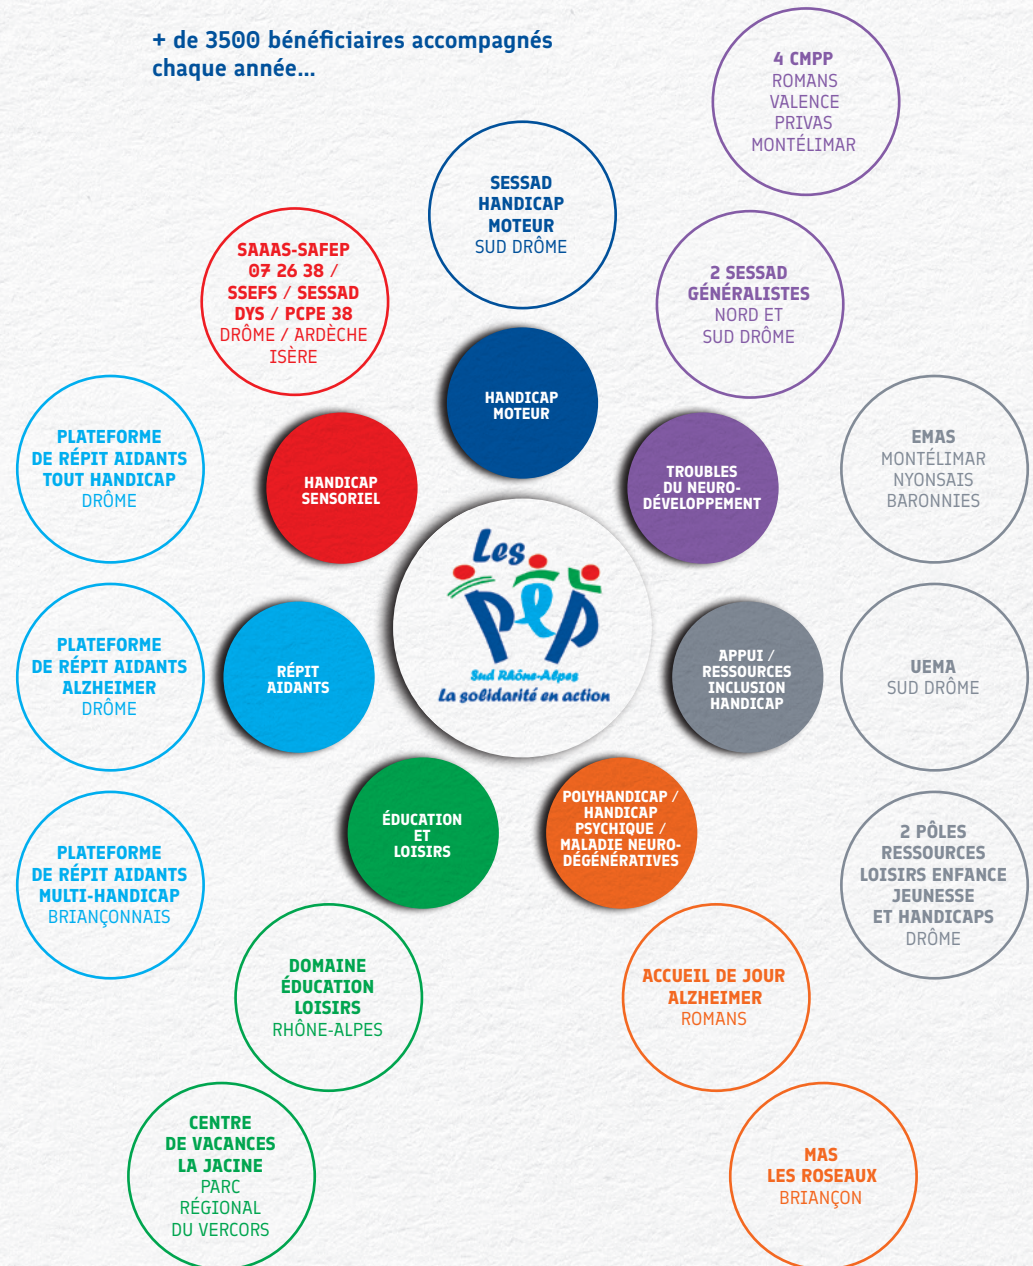 + de 3500 bénéficiaires accompagnés
chaque année...
4 CMPP
ROMANS
VALENCE
PRIVAS
MONTÉLIMAR
SESSAD
HANDICAP
MOTEUR
SUD DRÔME
SAAAS-SAFEP
07 26 38 /
SSEFS / SESSAD
DYS / PCPE 38
DRÔME / ARDÈCHE
ISÈRE
2 SESSAD
GÉNÉRALISTES
NORD ET
SUD DRÔME
HANDICAP
MOTEUR
PLATEFORME
DE RÉPIT AIDANTS
TOUT HANDICAP
DRÔME
HANDICAP
SENSORIEL
TROUBLES
DU NEURO-
DÉVELOPPEMENT
EMAS
MONTÉLIMAR
NYONSAIS
BARONNIES
Les
PEP
Sud Rhône-Alpes
La solidarité en action
PLATEFORME
DE RÉPIT AIDANTS
ALZHEIMER
DRÔME
RÉPIT
AIDANTS
APPUI /
RESSOURCES
INCLUSION
HANDICAP
UEMA
SUD DRÔME
PLATEFORME
DE RÉPIT AIDANTS
MULTI-HANDICAP
BRIANÇONNAIS
ÉDUCATION
ET
LOISIRS
POLYHANDICAP /
HANDICAP
PSYCHIQUE /
MALADIE NEURO-
DÉGÉNÉRATIVES
2 PÔLES
RESSOURCES
LOISIRS ENFANCE
JEUNESSE
ET HANDICAPS
DRÔME
DOMAINE
ÉDUCATION
LOISIRS
RHÔNE-ALPES
ACCUEIL DE JOUR
ALZHEIMER
ROMANS
CENTRE
DE VACANCES
LA JACINE
PARC
RÉGIONAL
DU VERCORS
MAS
LES ROSEAUX
BRIANÇON